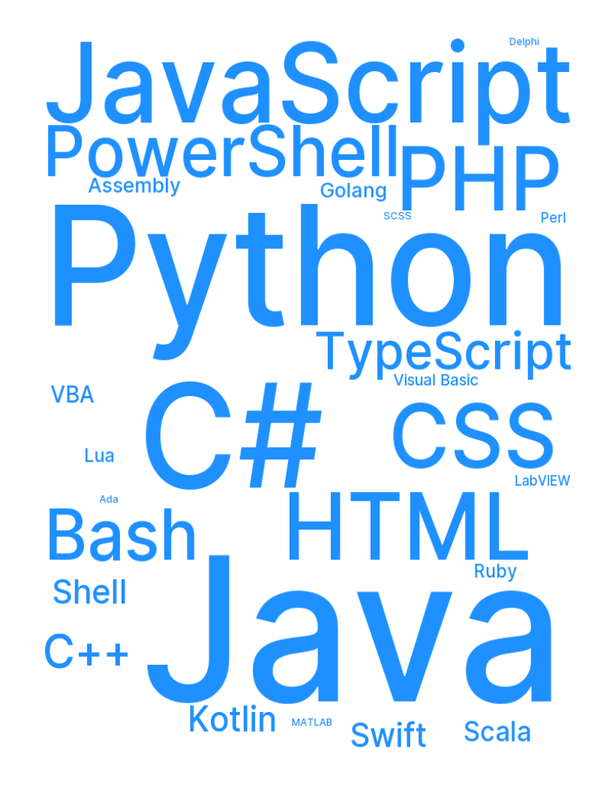 Delphi
JavaScript
PowerShell
PHP
Assembly
Golang
SCSS
Perl
Python
TypeScript
Visual Basic
VBA
C#
CSS
Lua
LabVIEW
Ada
HTML
Bash
Ruby
Shell
Java
C++
Kotlin
MATLAB
Swift
Scala